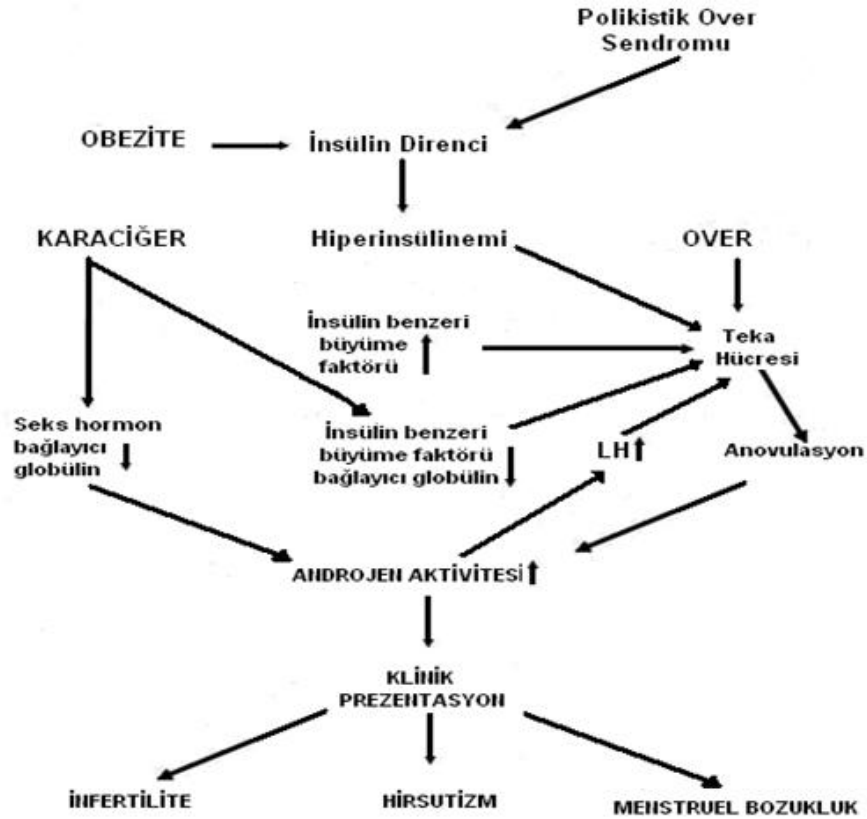 Polikistik Over
Sendromu
OBEZİTE
İnsülin Direnci
KARACİĞER
Hiperinsülinemi
OVER
İnsülin benzeri
büyüme
faktörü
Teka
Hücresi
Seks hormon
bağlayıcı
globülin
İnsülin benzeri
büyüme faktörü
bağlayıcı globülin
LH
Anovulasyon
ANDROJEN AKTİVİTESİ
KLİNİK
PREZENTASYON
İNFERTİLİTE
HİRSUTİZM
MENSTRUEL BOZUKLUK